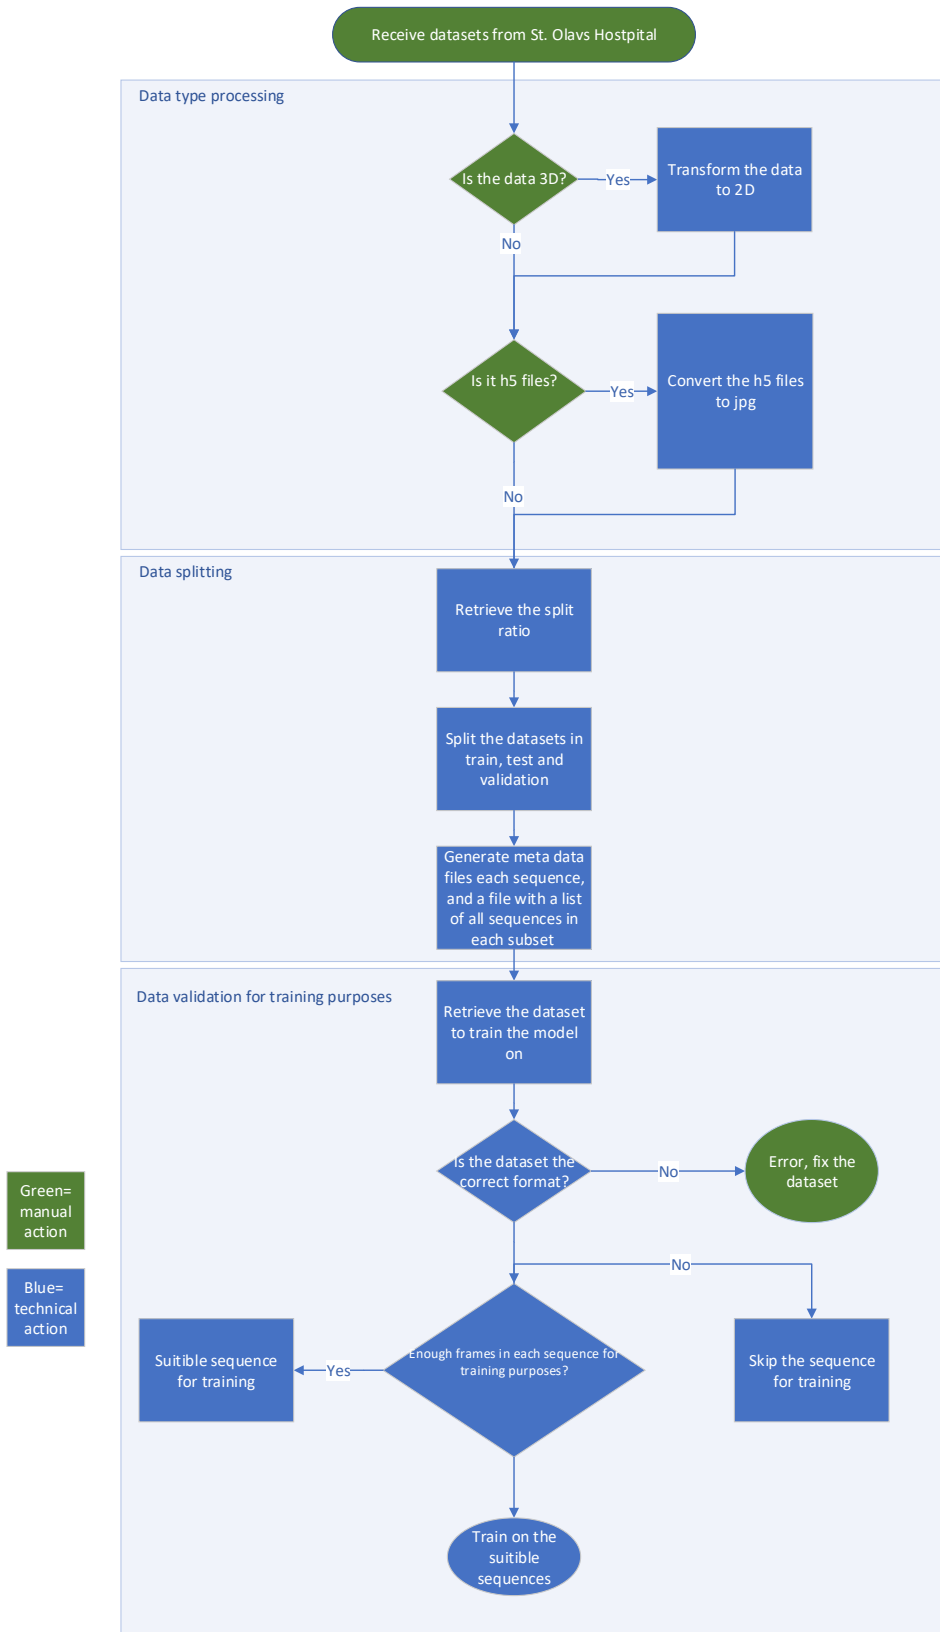 Receive datasets from St. Olavs Hostpital
Data type processing
Is the data 3D?
Yes
Transform the data
to 2D
No
Is it h5 files?
Yes
Convert the h5 files
to jpg
No
Data splitting
Retrieve the split
ratio
Split the datasets in
train, test and
validation
Generate meta data
files each sequence,
and a file with a list
of all sequences in
each subset
Data validation for training purposes
Retrieve the dataset
to train the model
on
Is the dataset the
correct format?
No
Error, fix the
dataset
Green=
manual
action
Blue=
technical
action
No
Enough frames in each sequence for
training purposes?
Yes
Suitible sequence
for training
Skip the sequence
for training
Train on the
suitible
sequences